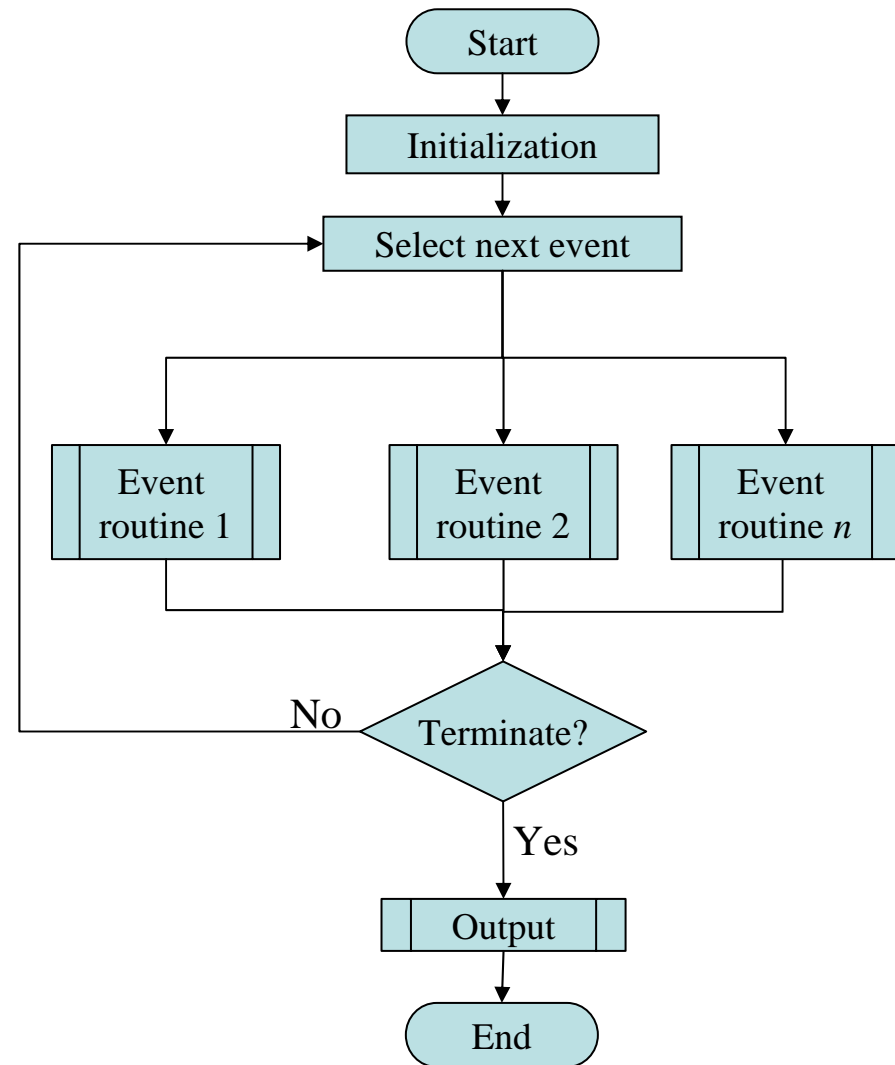 Start
Initialization
Select next event
Event
routine 1
Event
routine 2
Event
routine n
No
Terminate?
Yes
Output
End